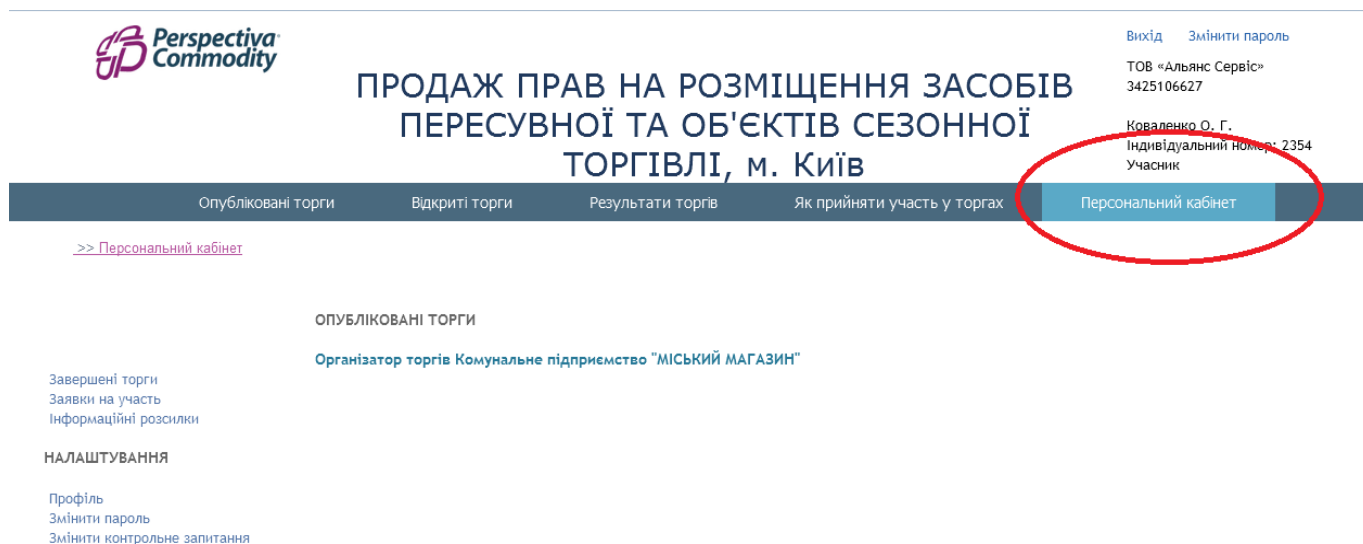 Perspectiva
Commodity
Вихід Змінити пароль
ПРОДАЖ ПРАВ НА РОЗМІЩЕННЯ ЗАСОБІВ
ПЕРЕСУВНОЇ ТА ОБ'ЄКТІВ СЕЗОННОЇ
ТОРГІВЛІ, м. Київ
ТОВ «Альянс Сервіс»
3425106627
Коваленко О. Г.
Індивідуальний номер: 2354
Учасник
Опубліковані торги Відкриті торги Результати торгів Як прийняти участь у торгах Персональний кабінет
>> Персональний кабінет
ОПУБЛІКОВАНІ ТОРГИ
Організатор торгів Комунальне підприємство "МІСЬКИЙ МАГАЗИН"
Завершені торги
Заявки на участь
Інформаційні розсилки
НАЛАШТУВАННЯ
Профіль
Змінити пароль
Змінити контрольне запитання